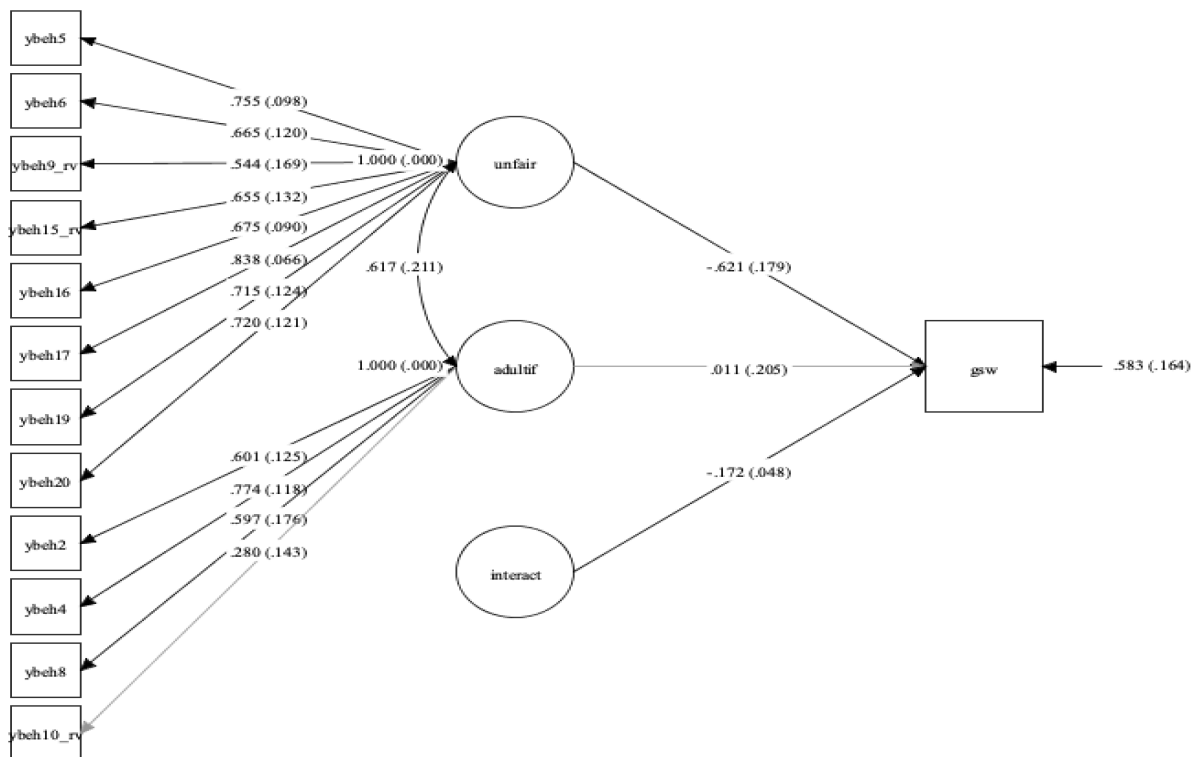 ybeh5
ybeh6
ybeh9_rv
ybeh15_rv
ybeh16
ybeh17
ybeh19
ybeh20
ybeh2
ybeh4
ybeh8
ybeh10_rv
.755 (.098)
.665 (.120)
.544 (.169)
.655 (.132)
.675 (.090)
.838 (.066)
.715 (.124)
.720 (.121)
.601 (.125)
.774 (.118)
.597 (.176)
.280 (.143)
1.000 (.000)
.617 (.211)
1.000 (.000)
unfair
adultif
interact
-.621 (.179)
.011 (.205)
-.172 (.048)
gsw
.583 (.164)